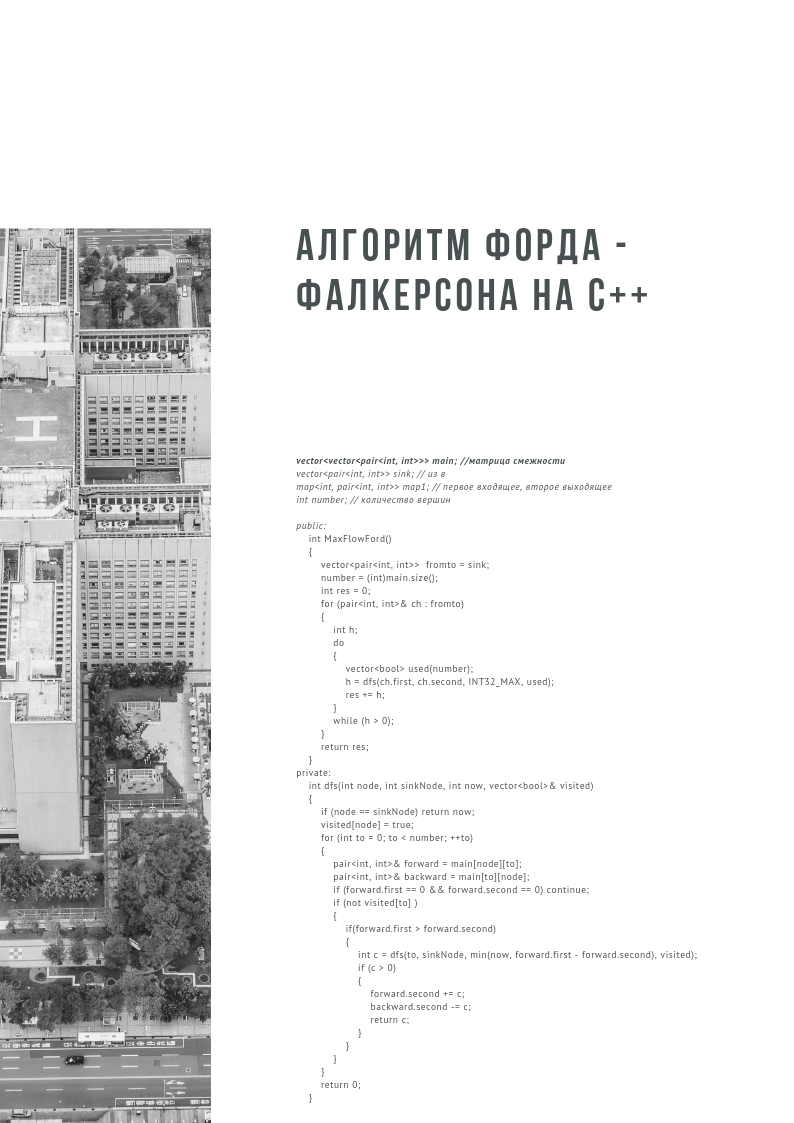 АЛГОРИТМ ФОРДА -
ФАЛКЕРСОНА НА С++
vector<vector<pair<int, int>>> main; //матрица смежности
vector<pair<int, int>> sink; // из в
map<int, pair<int, int>> map1; // первое входящее, второе выходящее
int number; // количество вершин
public:
int MaxFlowFord()
{
vector<pair<int, int>>  fromto = sink;
number = (int)main.size();
int res = 0;
for (pair<int, int>& ch : fromto)
{
int h;
do
{
vector<bool> used(number);
h = dfs(ch.first, ch.second, INT32_MAX, used);
res += h;
}
while (h > 0);
}
return res;
}
private:
int dfs(int node, int sinkNode, int now, vector<bool>& visited)
{
if (node == sinkNode) return now;
visited[node] = true;
for (int to = 0; to < number; ++to)
{
pair<int, int>& forward = main[node][to];
pair<int, int>& backward = main[to][node];
if (forward.first == 0 && forward.second == 0) continue;
if (not visited[to] )
{
if(forward.first > forward.second)
{
int c = dfs(to, sinkNode, min(now, forward.first - forward.second), visited);
if (c > 0)
{
forward.second += c;
backward.second -= c;
return c;
}
}
}
}
return 0;
}